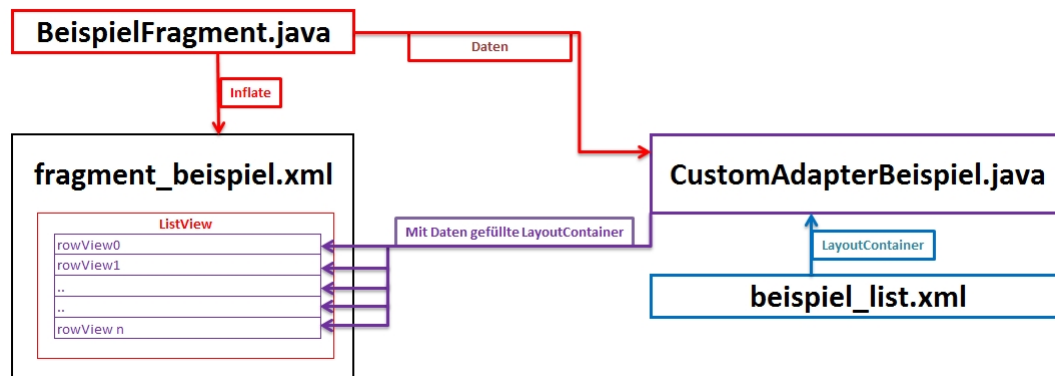 BeispielFragment.java
Daten
Inflate
fragment_beispiel.xml
CustomAdapterBeispiel.java
ListView
Mit Daten gefüllte LayoutContainer
rowView0
rowView1
..
..
rowView n
LayoutContainer
beispiel_list.xml